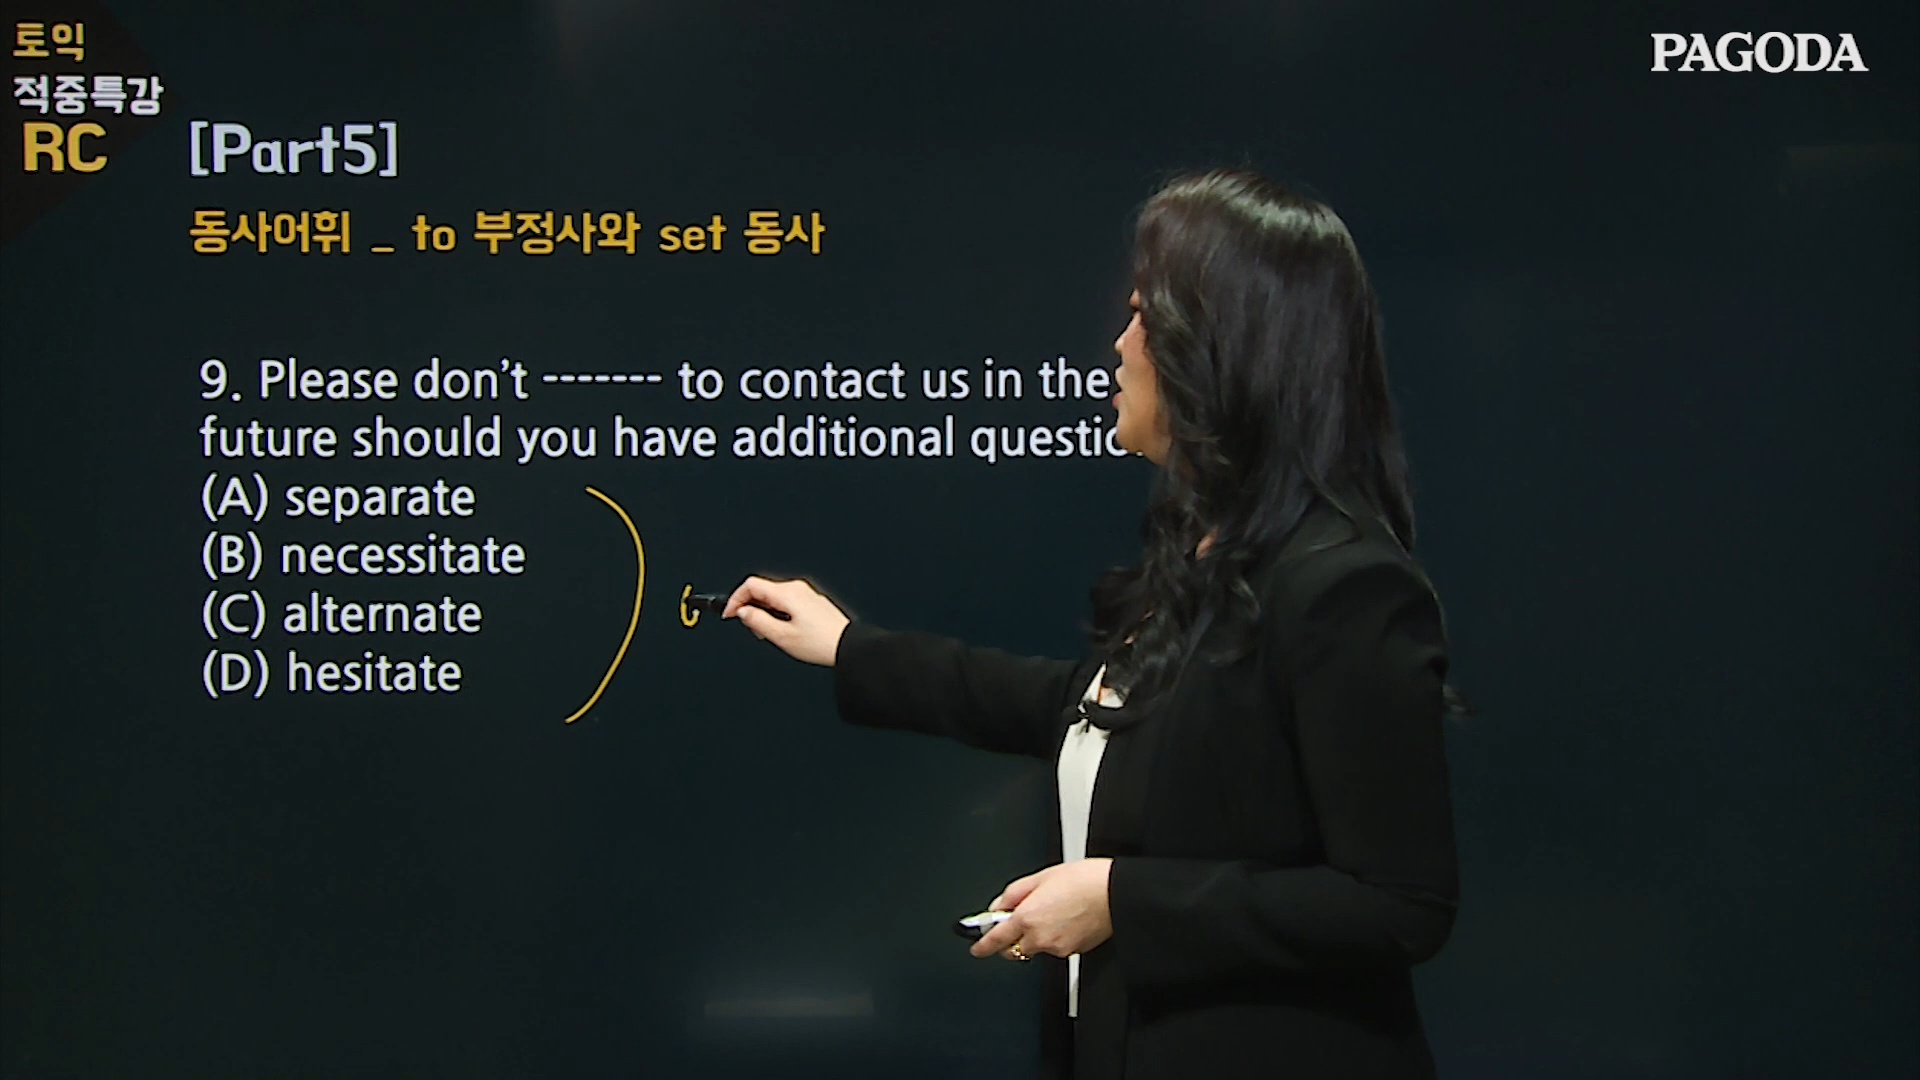 토익
적중특강
RC
PAGODA
[Part5]
동사어휘 _ to 부정사와 set 동사
9. Please don't ------- to contact us in the
future should you have additional
(A) separate
(B) necessitate
(C) alternate
(D) hesitate